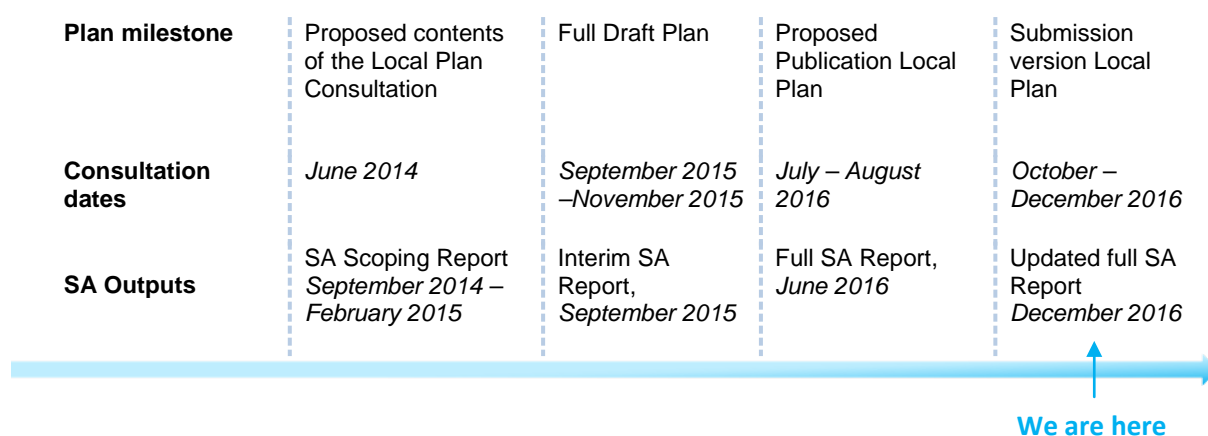 Plan milestone
Proposed contents
of the Local Plan
Consultation
Full Draft Plan
Proposed
Publication Local
Plan
Submission
version Local
Plan
Consultation
dates
June 2014
September 2015
–November 2015
July – August
2016
October –
December 2016
SA Outputs
SA Scoping Report
September 2014 –
February 2015
Interim SA
Report,
September 2015
Full SA Report,
June 2016
Updated full SA
Report
December 2016
We are here